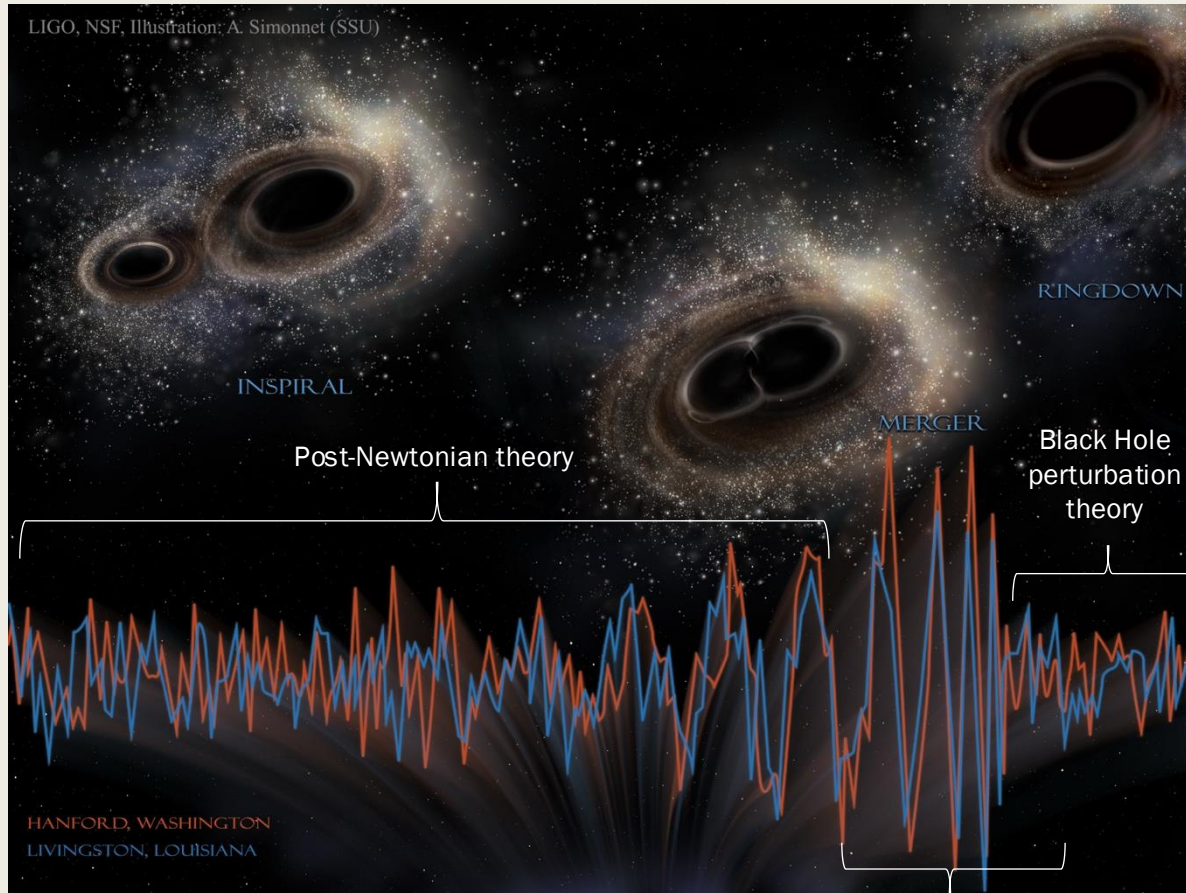 LIGO, NSF, Illustration: A. Simonnet (SSU)
INSPIRAL
RINGDOWN
MERGER
Post-Newtonian theory
Black Hole
perturbation
theory
HANFORD, WASHINGTON
LIVINGSTON, LOUISIANA